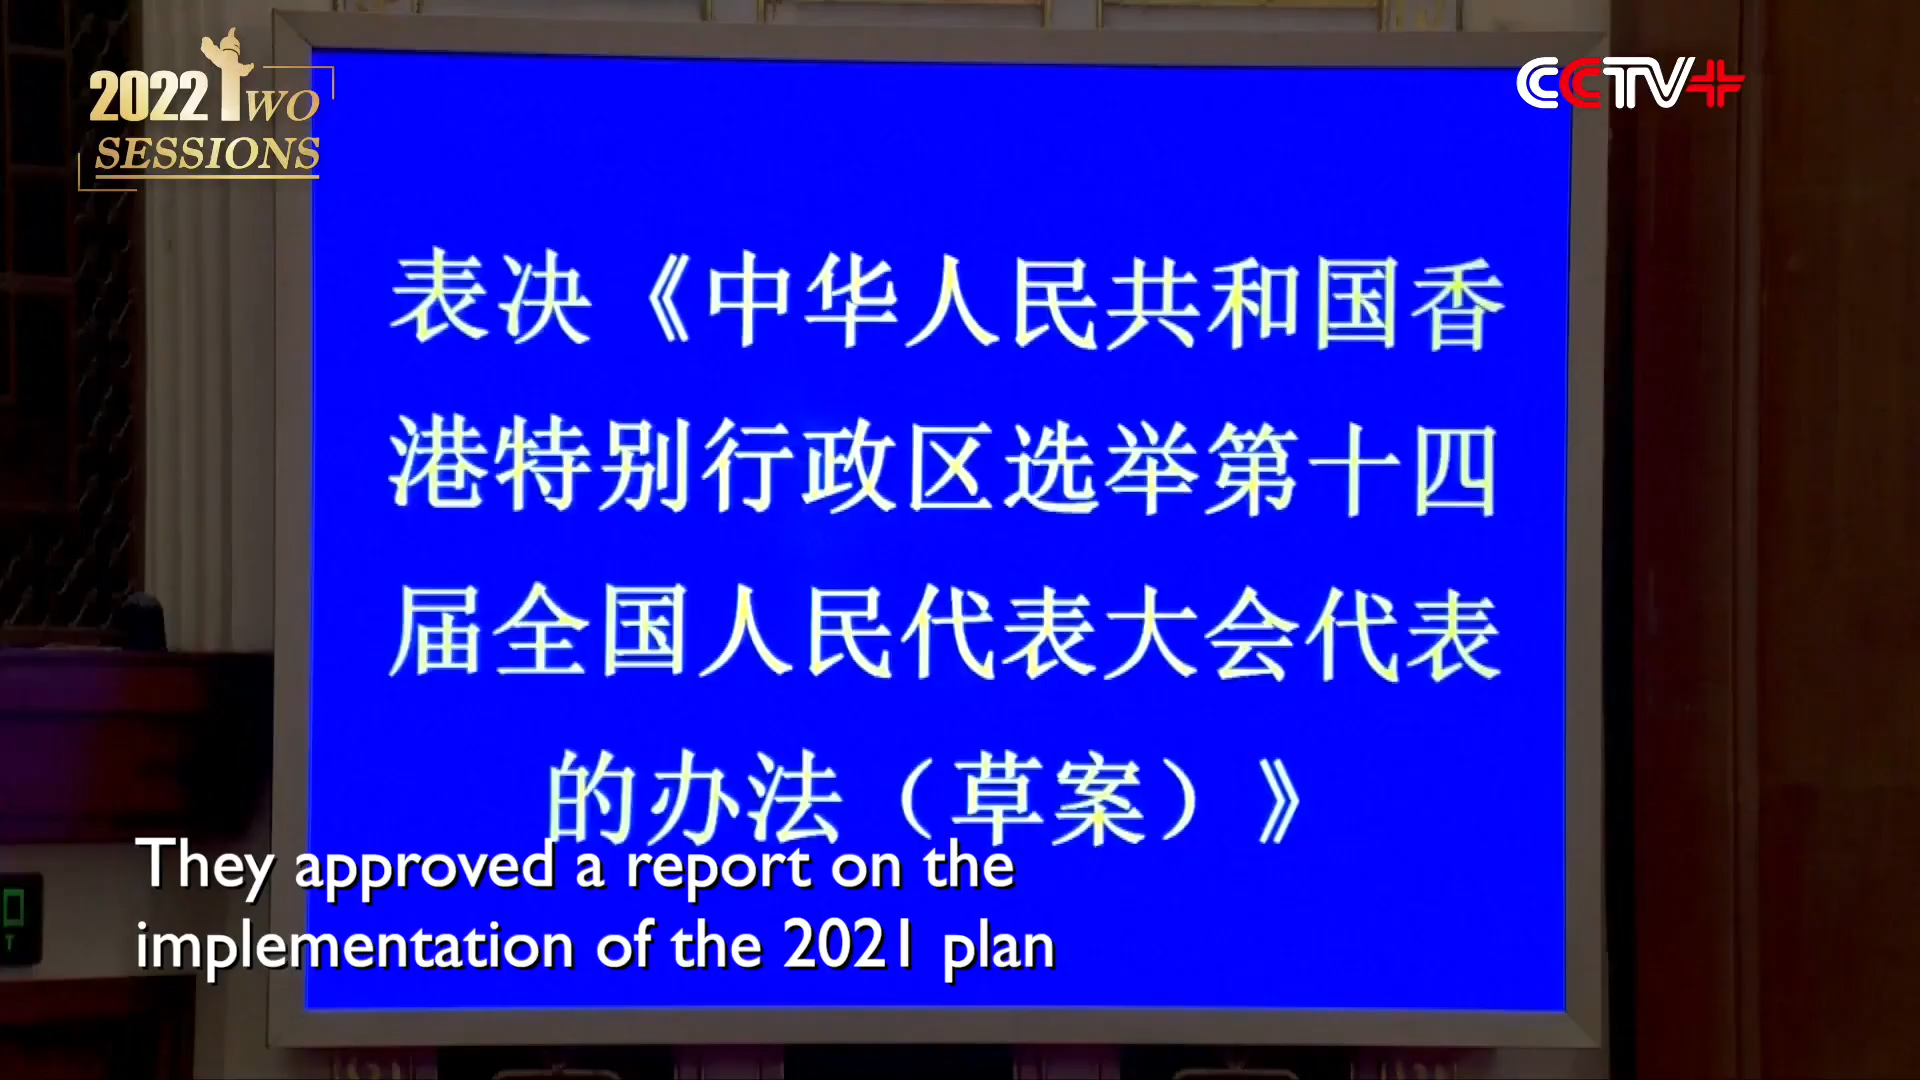 2022 TWO
SESSIONS
CCTV+
表决《中华人民共和国香
港特别行政区选举第十四
届全国人民代表大会代表
的办法（草案）》
They approved a report on the
implementation of the 2021 plan